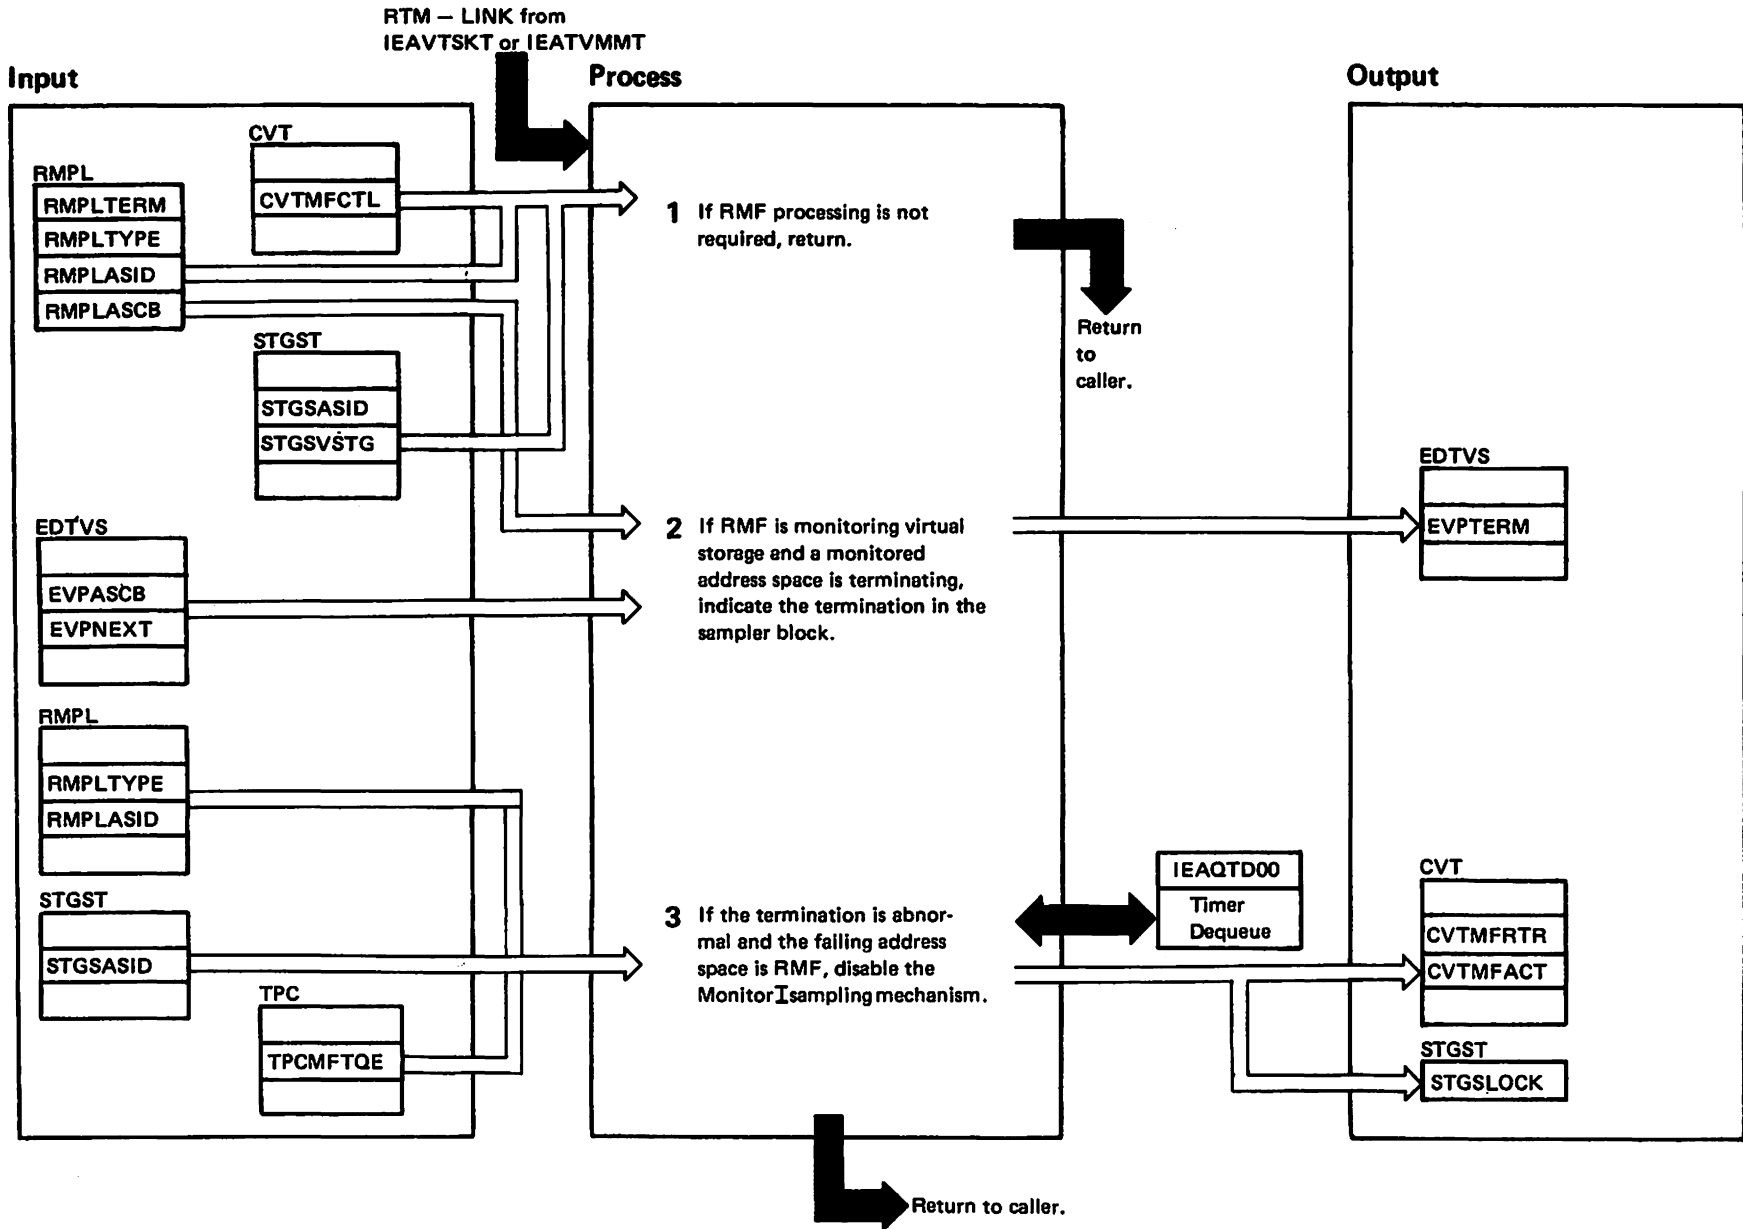 RTM — LINK from
IEAVTSKT or IEATVMMT
Input
Process
Output
CVT
CVTMFCTL
RMPL
RMPLTERM
RMPLTYPE
RMPLASID
RMPLASCB
STGST
STGSASID
STGSVSTG
EDTVS
EVPASCB
EVPNEXT
RMPL
RMPLTYPE
RMPLASID
STGST
STGSASID
TPC
TPCMFTQE
1 If RMF processing is not
required, return.
Return
to
caller.
2 If RMF is monitoring virtual
storage and a monitored
address space is terminating,
indicate the termination in the
sampler block.
3 If the termination is abnor-
mal and the failing address
space is RMF, disable the
Monitor I sampling mechanism.
IEAQTD00
Timer
Dequeue
EDTVS
EVPTERM
CVT
CVTMFRTR
CVTMFACT
STGST
STGSLOCK
Return to caller.